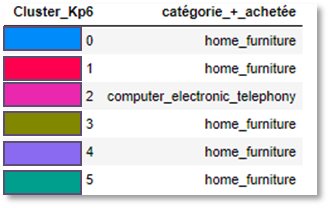 Cluster_Kp6 catégorie_+_achetée
0 home_furniture
1 home_furniture
2 computer_electronic_telephony
3 home_furniture
4 home_furniture
5 home_furniture